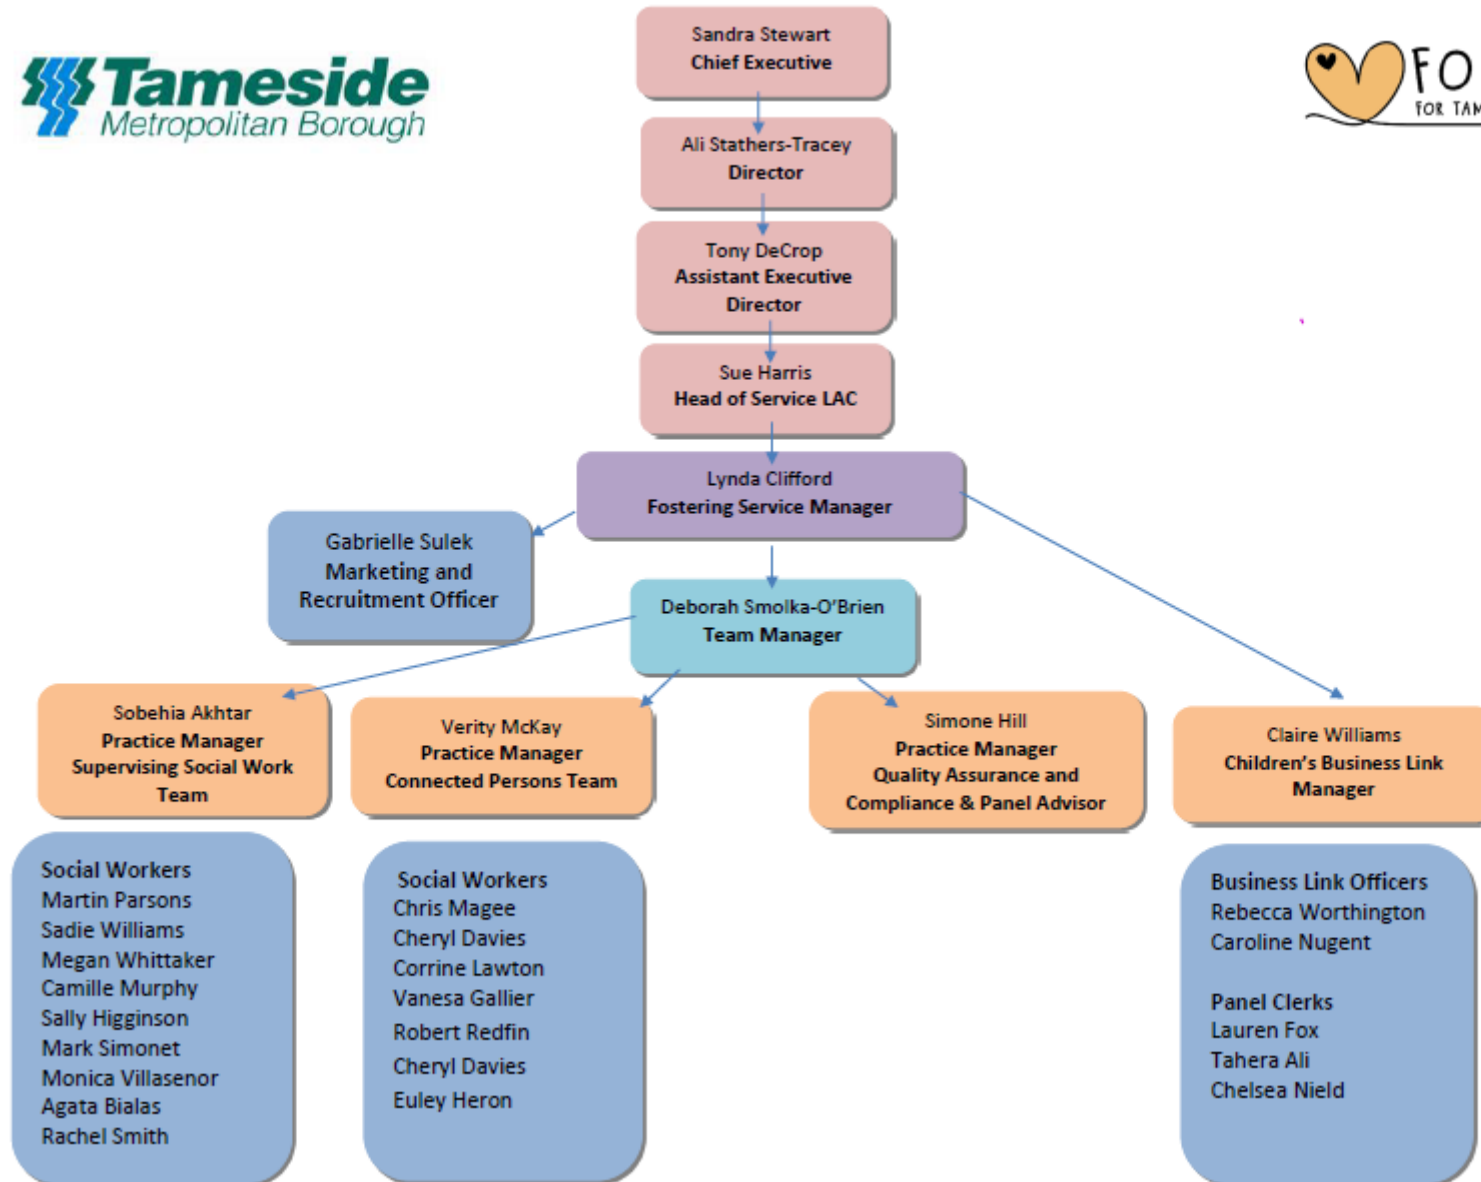 Sandra Stewart
Chief Executive
Tameside
Metropolitan Borough
FO
FOR TAM
Ali Stathers-Tracey
Director
Tony DeCrop
Assistant Executive
Director
Sue Harris
Head of Service LAC
Lynda Clifford
Fostering Service Manager
Gabrielle Sulek
Marketing and
Recruitment Officer
Deborah Smolka-O'Brien
Team Manager
Sobehia Akhtar
Practice Manager
Supervising Social Work
Team
Verity McKay
Practice Manager
Connected Persons Team
Simone Hill
Practice Manager
Quality Assurance and
Compliance & Panel Advisor
Claire Williams
Children's Business Link
Manager
Social Workers
Martin Parsons
Sadie Williams
Megan Whittaker
Camille Murphy
Sally Higginson
Mark Simonet
Monica Villasenor
Agata Bialas
Rachel Smith
Social Workers
Chris Magee
Cheryl Davies
Corrine Lawton
Vanesa Gallier
Robert Redfin
Cheryl Davies
Euley Heron
Business Link Officers
Rebecca Worthington
Caroline Nugent
Panel Clerks
Lauren Fox
Tahera Ali
Chelsea Nield